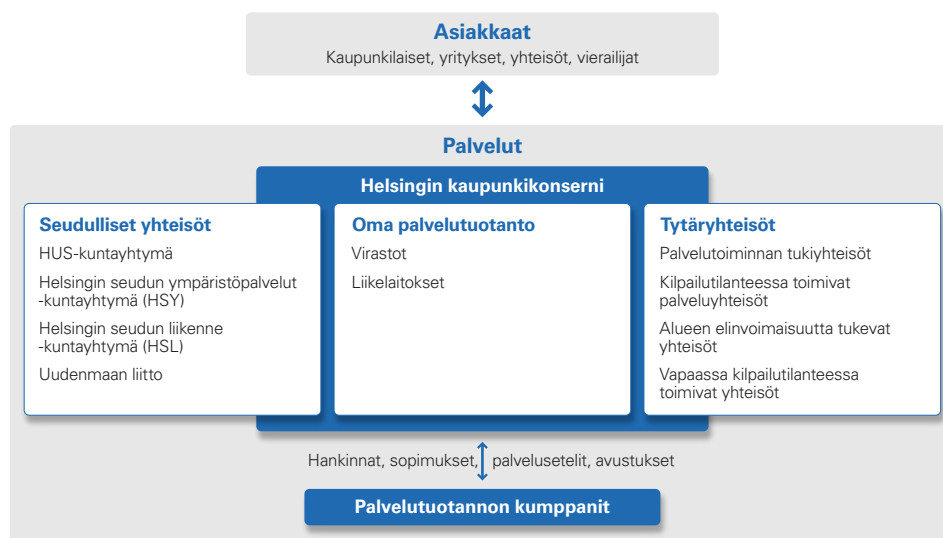 Asiakkaat
Kaupunkilaiset, yritykset, yhteisöt, vierailijat
Palvelut
Helsingin kaupunkikonserni
Seudulliset yhteisöt
HUS-kuntayhtymä
Helsingin seudun ympäristöpalvelut
-kuntayhtymä (HSY)
Helsingin seudun liikenne
-kuntayhtymä (HSL)
Uudenmaan liitto
Oma palvelutuotanto
Virastot
Liikelaitokset
Tytäryhteisöt
Palvelutoiminnan tukiyhteisöt
Kilpailutilanteessa toimivat
palveluyhteisöt
Alueen elinvoimaisuutta tukevat
yhteisöt
Vapaassa kilpailutilanteessa
toimivat yhteisöt
Hankinnat, sopimukset, palvelusetelit, avustukset
Palvelutuotannon kumppanit